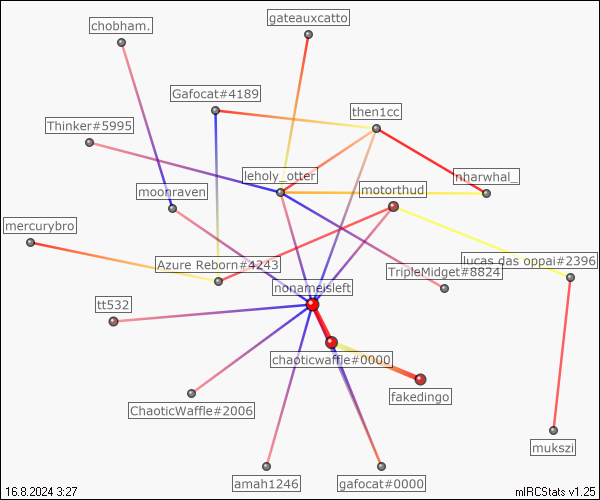 gateauxcatto
chobham.
Gafocat#4189
then1cc
Thinker#5995
leholy_otter
nharwhal_
moonraven
motorthud
mercurybro
Azure Reborn#4243
lucas das oppai#2396
TripleMidget#8824
nonameisleft
tt532
chaoticwaffle#0000
fakedingo
ChaoticWaffle#2006
mukszi
amah1246
gafocat#0000
16.8.2024 3:27
mIRCStats v1.25